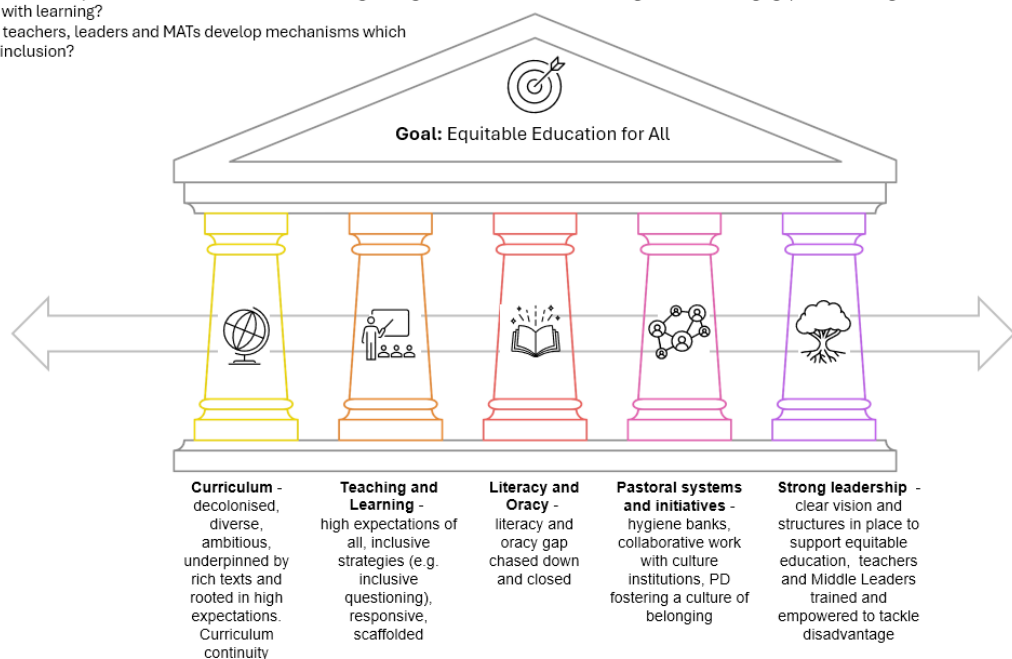 with learning?
teachers, leaders and MATs develop mechanisms which
inclusion?
Goal: Equitable Education for All
Curriculum -
decolonised,
diverse,
ambitious,
underpinned by
rich texts and
rooted in high
expectations.
Curriculum
continuity
Teaching and
Learning -
high expectations of
all, inclusive
strategies (e.g.
inclusive
questioning),
responsive,
scaffolded
Literacy and
Oracy -
literacy and
oracy gap
chased down
and closed
Pastoral systems
and initiatives -
hygiene banks,
collaborative work
with culture
institutions, PD
fostering a culture of
belonging
Strong leadership -
clear vision and
structures in place to
support equitable
education, teachers
and Middle Leaders
trained and
empowered to tackle
disadvantage